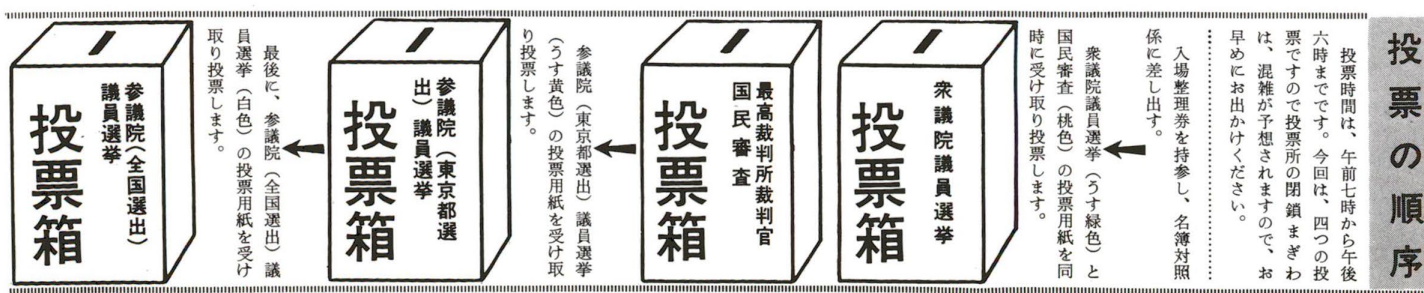 投票の順序
投票時間は、午前七時から午後
六時までです。今回は、四つの投
票ですので投票所の閉鎖まぎわ
は、混雑が予想されますので、お
早めにお出かけください。
入場整理券を持参し、名簿対照
係に差し出す。
衆議院議員選挙（うす緑色）と
国民審査（桃色）の投票用紙を同
時に受け取り投票します。
衆議院議員選挙
投票箱
最高裁判所裁判官
国民審査
投票箱
参議院（東京都選出）議員選挙
（うす黄色）の投票用紙を受け取
り投票します。
参議院（東京都選
出）議員選挙
投票箱
最後に、参議院（全国選出）議
員選挙（白色）の投票用紙を受け
取り投票します。
参議院（全国選出）
議員選挙
投票箱